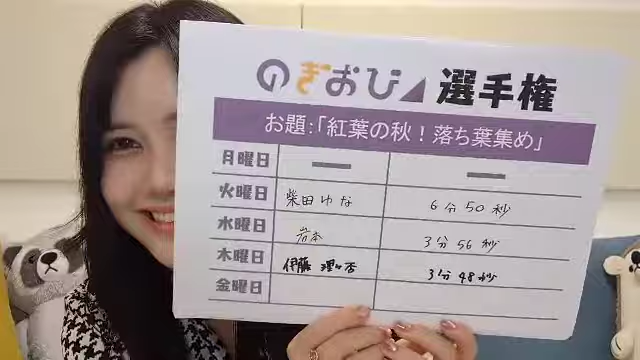 のぎおび 選手権
お題:「紅葉の秋！落ち葉集め」
月曜日 ー ー
火曜日 柴田ゆな 6分50秒
水曜日 岩本 3分56秒
木曜日 伊藤 理々杏 3分48秒
金曜日